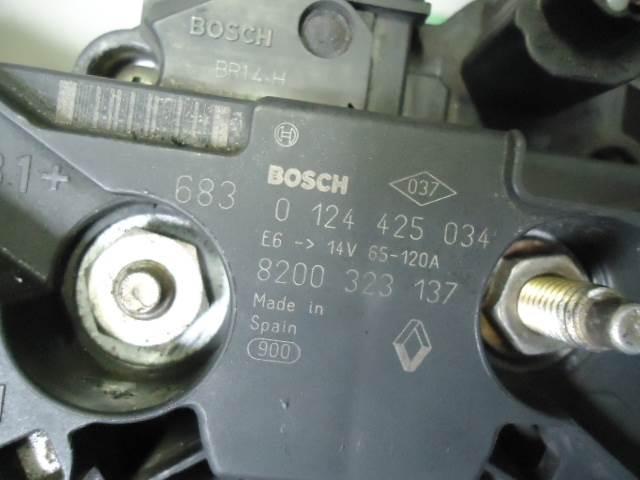 BOSCH
BR14-H
B1+
683
BOSCH
037
0 124 425 034
E6 -> 14V 65-120A
8200 323 137
Made in
Spain
900